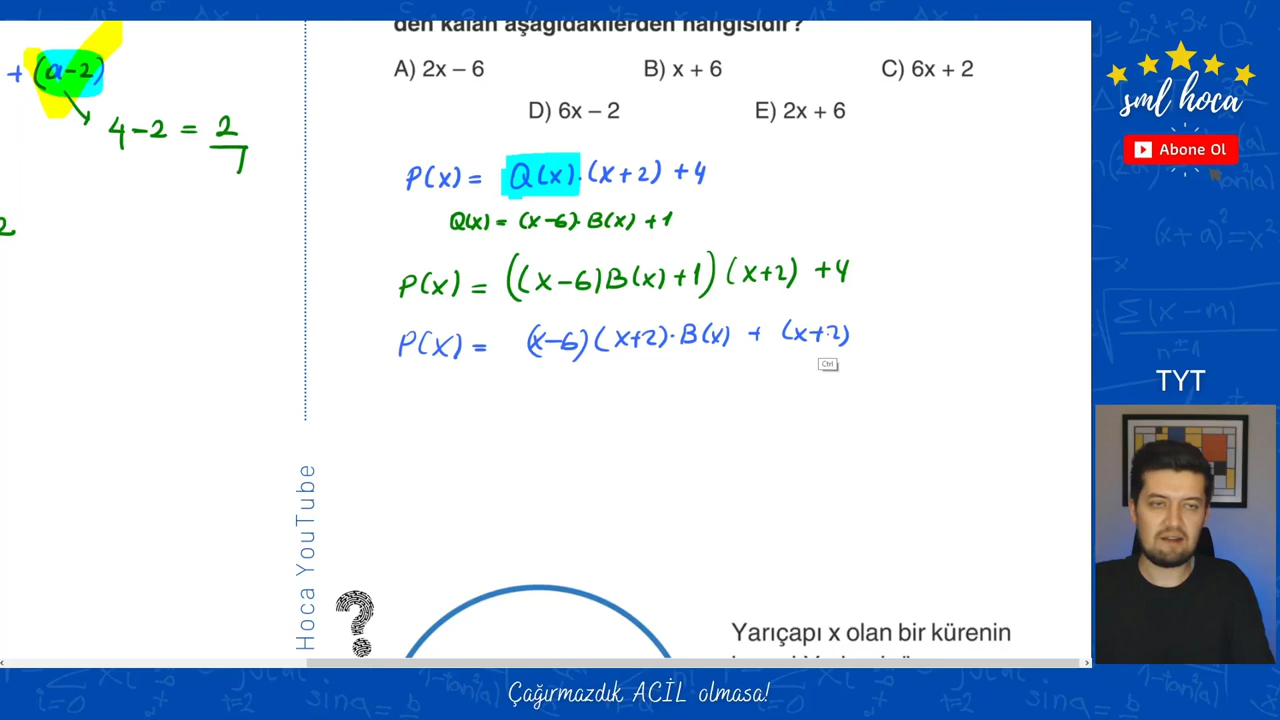 den kalan aşağıdakilerden hangisidir?
A) 2x – 6
B) x + 6
C) 6x + 2
D) 6x – 2
E) 2x + 6
+ (a-2)
4-2 = 2
P(x) = Q(x).(x+2) +4
Q(x) = (x-6). B(x) +1
P(x) = ((x-6)B(x)+1)(x+2) +4
P(x) = (x-6)(x+2).B(x) + (x+2)
Ctrl
2
Hoca YouTube
Yarıçapı x olan bir kürenin
sml hoca
Abone Ol
TYT
Çağırmazdık ACİL olmasa!